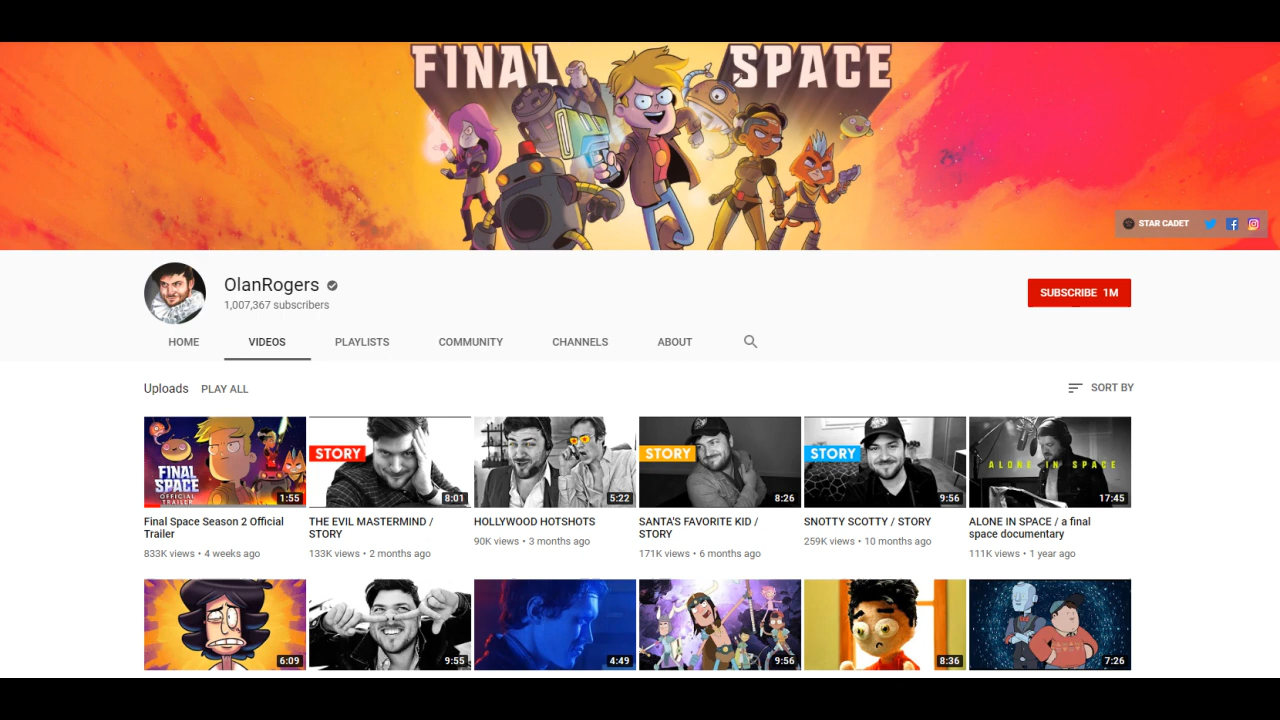 FINAL SPACE
STAR CADET
OlanRogers
1,007,367 subscribers
SUBSCRIBE 1M
HOME VIDEOS PLAYLISTS COMMUNITY CHANNELS ABOUT
Uploads PLAY ALL
SORT BY
FINAL
SPACE
OFFICIAL
TRAILER
1:55
STORY
8:01
5:22
STORY
8:26
STORY
9:56
ALONE IN SPACE
17:45
Final Space Season 2 Official
Trailer
833K views • 4 weeks ago
THE EVIL MASTERMIND /
STORY
133K views • 2 months ago
HOLLYWOOD HOTSHOTS
90K views • 3 months ago
SANTA'S FAVORITE KID /
STORY
171K views • 6 months ago
SNOTTY SCOTTY / STORY
259K views • 10 months ago
ALONE IN SPACE / a final
space documentary
111K views • 1 year ago
6:09
9:55
4:49
9:56
8:36
7:26